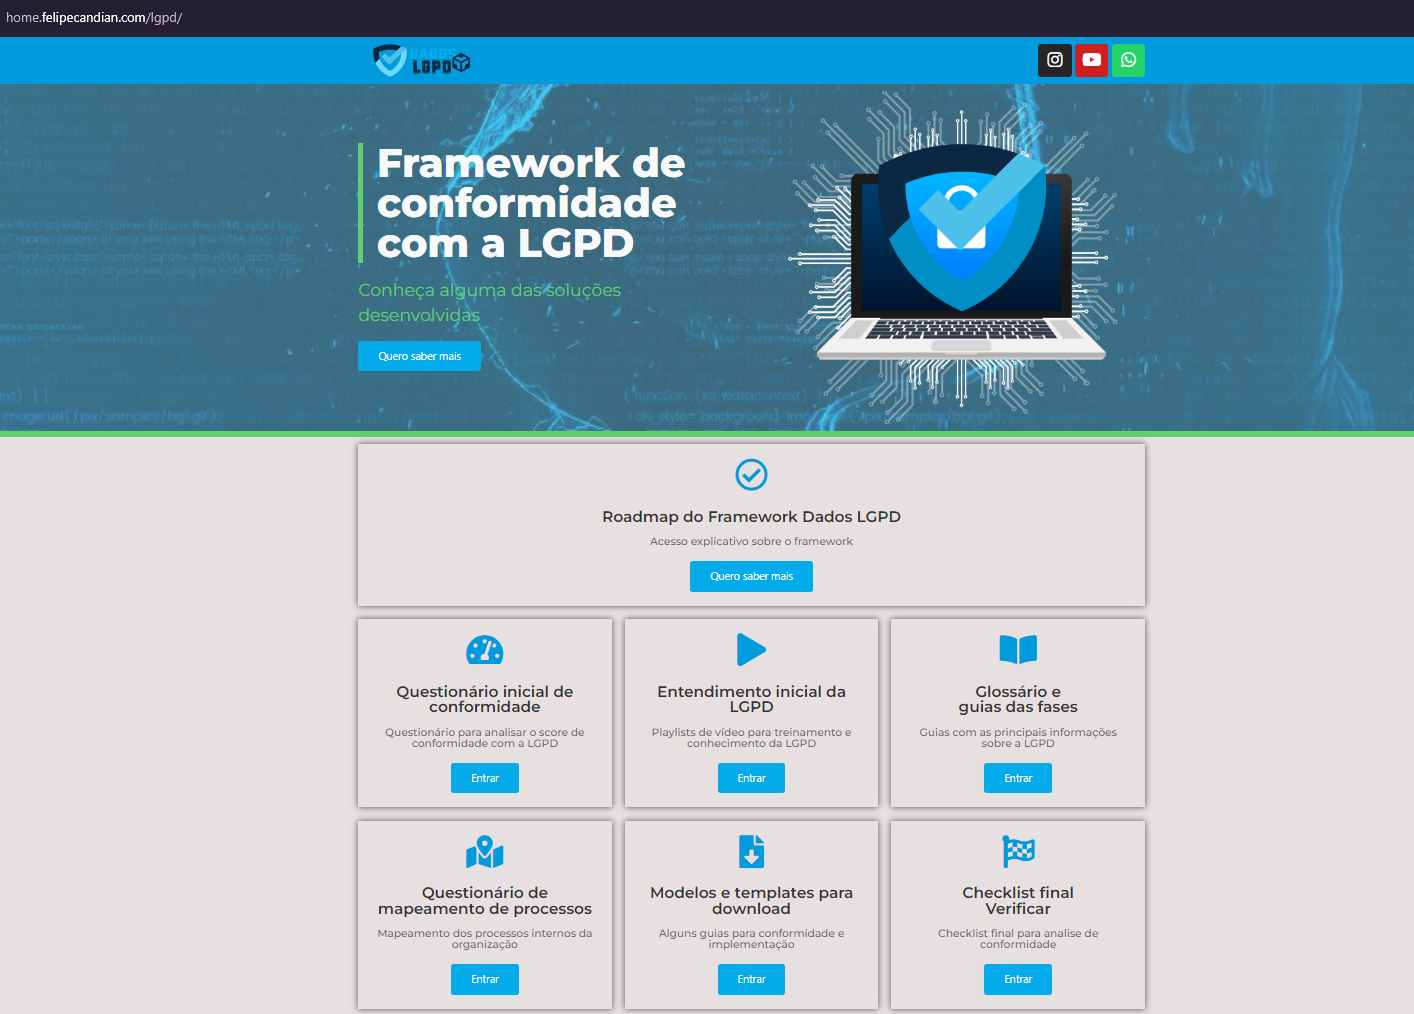 home.felipecandian.com/lgpd/
DADOS
LGPD
Framework de
conformidade
com a LGPD
Conheça alguma das soluções
desenvolvidas
Quero saber mais
Roadmap do Framework Dados LGPD
Acesso explicativo sobre o framework
Quero saber mais
Questionário inicial de
conformidade
Questionário para analisar o score de
conformidade com a LGPD
Entrar
Entendimento inicial da
LGPD
Playlists de vídeo para treinamento e
conhecimento da LGPD
Entrar
Glossário e
guias das fases
Guias com as principais informações
sobre a LGPD
Entrar
Questionário de
mapeamento de processos
Mapeamento dos processos internos da
organização
Entrar
Modelos e templates para
download
Alguns guias para conformidade e
implementação
Entrar
Checklist final
Verificar
Checklist final para analise de
conformidade
Entrar